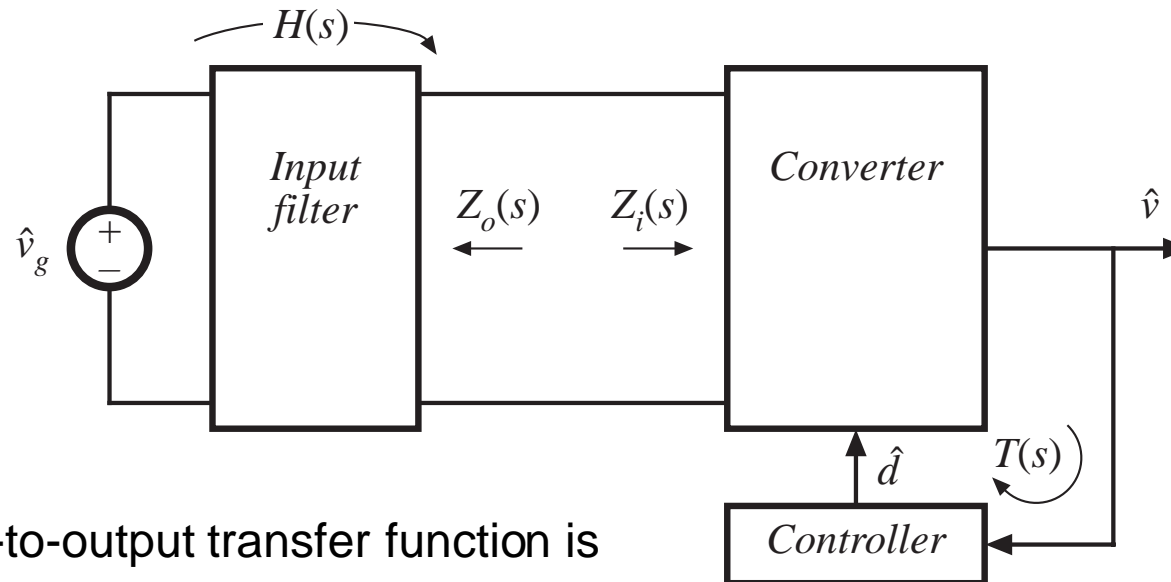 H(s)
Input
filter
Converter
Z_o(s)
Z_i(s)
v̂
v̂_g
+
–
d̂
T(s)
-to-output transfer function is
Controller